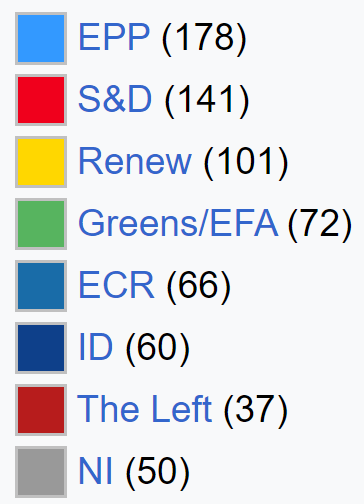 EPP (178)
S&D (141)
Renew (101)
Greens/EFA (72)
ECR (66)
ID (60)
The Left (37)
NI (50)